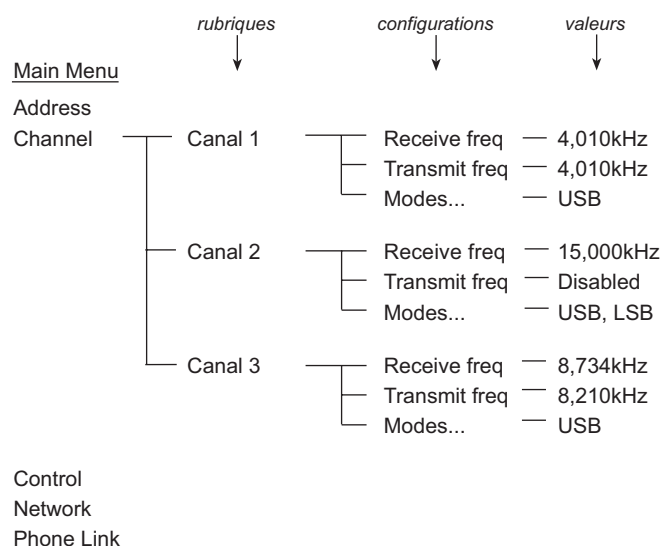 rubriques configurations valeurs
Main Menu
Address
Channel Canal 1 Receive freq 4,010kHz
Transmit freq 4,010kHz
Modes... USB
Canal 2 Receive freq 15,000kHz
Transmit freq Disabled
Modes... USB, LSB
Canal 3 Receive freq 8,734kHz
Transmit freq 8,210kHz
Modes... USB
Control
Network
Phone Link